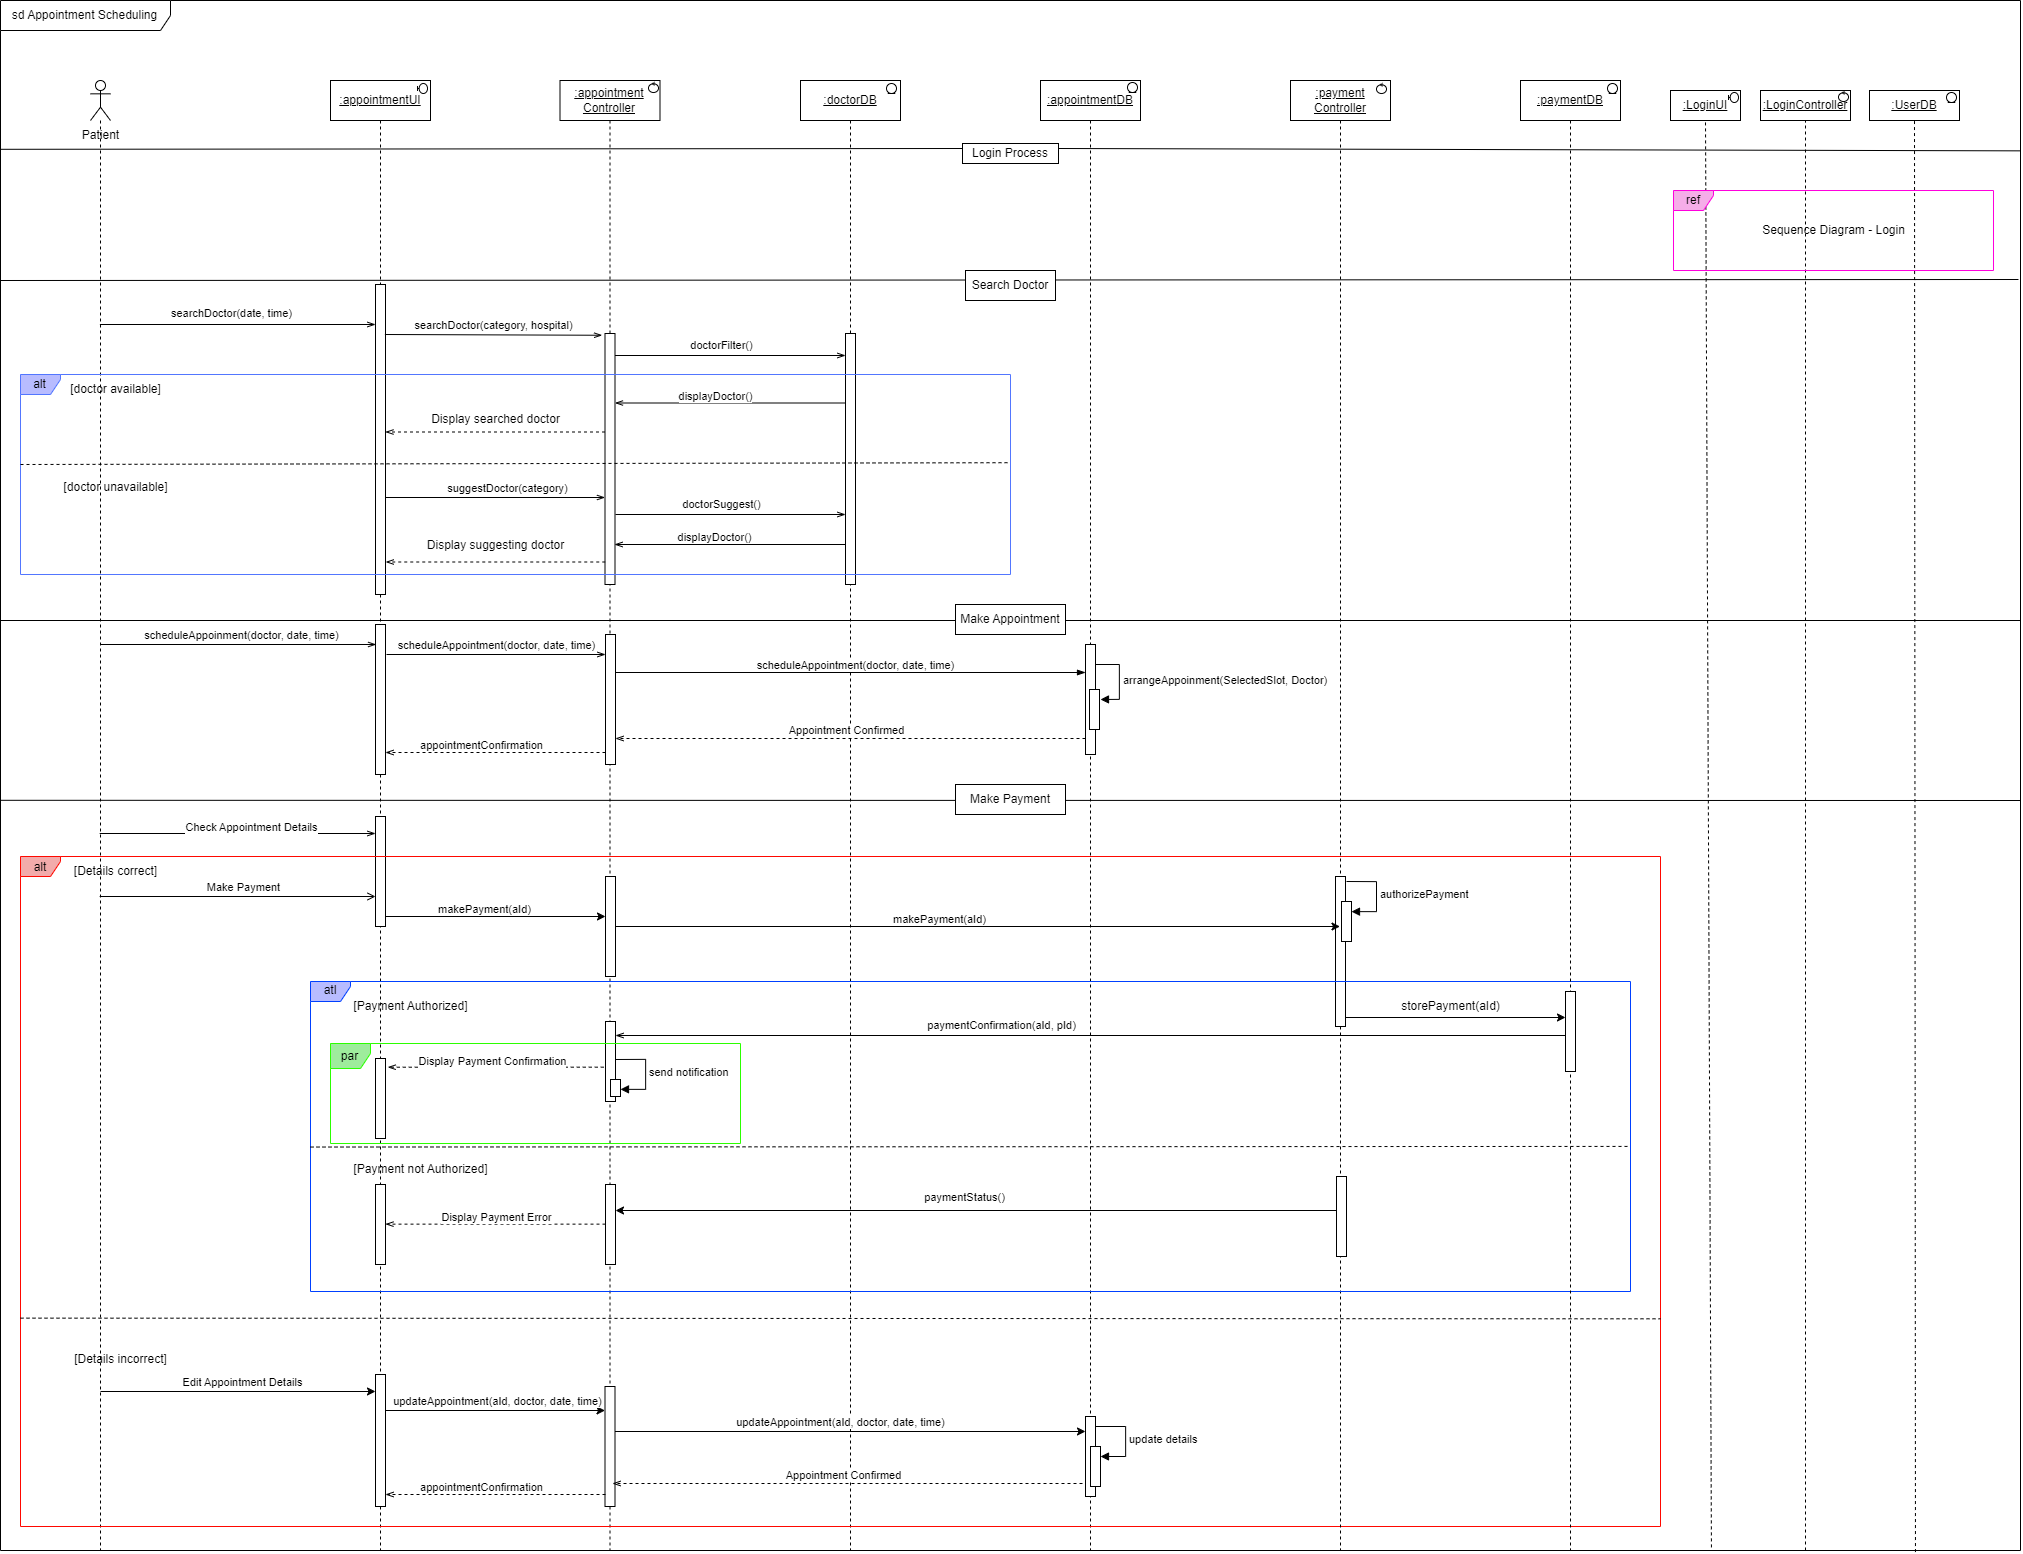 sd Appointment Scheduling
Patient
:appointmentUI
:appointment
Controller
:doctorDB
:appointmentDB
:payment
Controller
:paymentDB
:LoginUI
:LoginController
:UserDB
Login Process
ref
Sequence Diagram - Login
Search Doctor
searchDoctor(date, time)
searchDoctor(category, hospital)
doctorFilter()
alt
[doctor available]
displayDoctor()
Display searched doctor
[doctor unavailable]
suggestDoctor(category)
doctorSuggest()
displayDoctor()
Display suggesting doctor
Make Appointment
scheduleAppoinment(doctor, date, time)
scheduleAppointment(doctor, date, time)
scheduleAppointment(doctor, date, time)
arrangeAppoinment(SelectedSlot, Doctor)
Appointment Confirmed
appointmentConfirmation
Make Payment
Check Appointment Details
alt
[Details correct]
Make Payment
authorizePayment
makePayment(aId)
makePayment(aId)
atl
[Payment Authorized]
storePayment(aId)
paymentConfirmation(aId, pId)
par
Display Payment Confirmation
send notification
[Payment not Authorized]
paymentStatus()
Display Payment Error
[Details incorrect]
Edit Appointment Details
updateAppointment(aId, doctor, date, time)
updateAppointment(aId, doctor, date, time)
update details
Appointment Confirmed
appointmentConfirmation